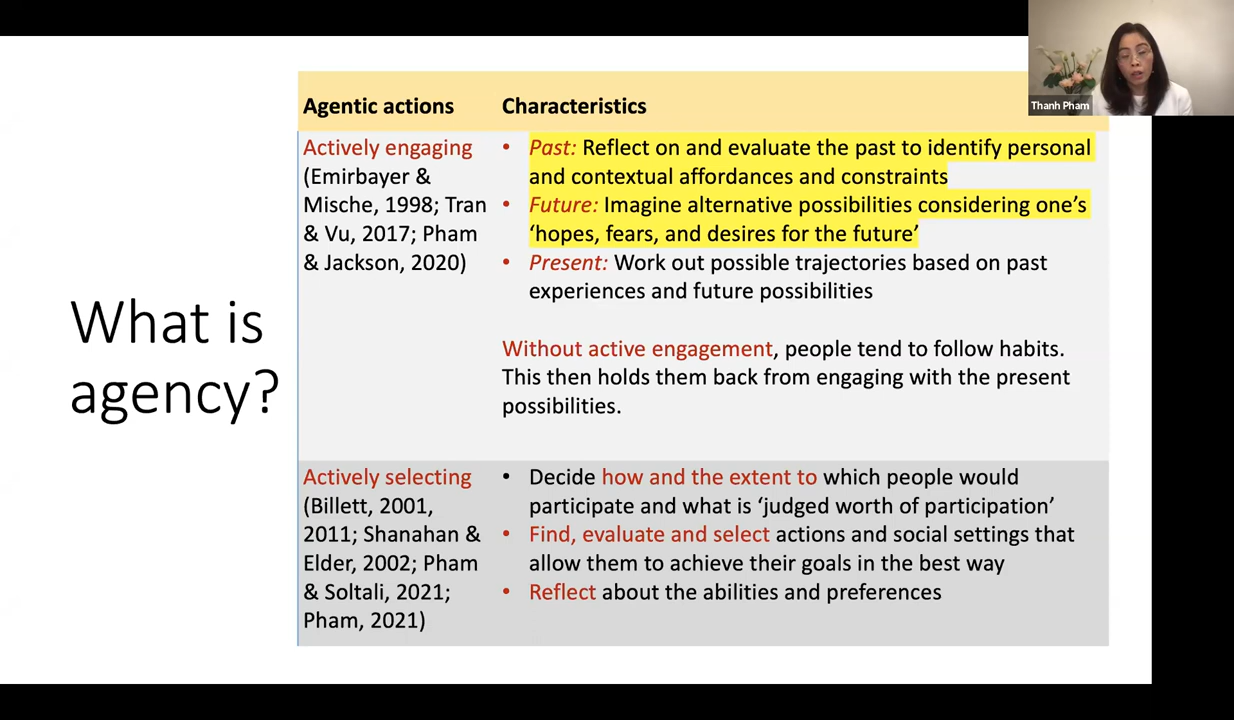 Thanh Pham
What is
agency?
Agentic actions
Characteristics
Actively engaging
(Emirbayer &
Mische, 1998; Tran
& Vu, 2017; Pham
& Jackson, 2020)
• Past: Reflect on and evaluate the past to identify personal
and contextual affordances and constraints
• Future: Imagine alternative possibilities considering one’s
‘hopes, fears, and desires for the future’
• Present: Work out possible trajectories based on past
experiences and future possibilities
Without active engagement, people tend to follow habits.
This then holds them back from engaging with the present
possibilities.
Actively selecting
(Billett, 2001,
2011; Shanahan &
Elder, 2002; Pham
& Soltali, 2021;
Pham, 2021)
• Decide how and the extent to which people would
participate and what is ‘judged worth of participation’
• Find, evaluate and select actions and social settings that
allow them to achieve their goals in the best way
• Reflect about the abilities and preferences